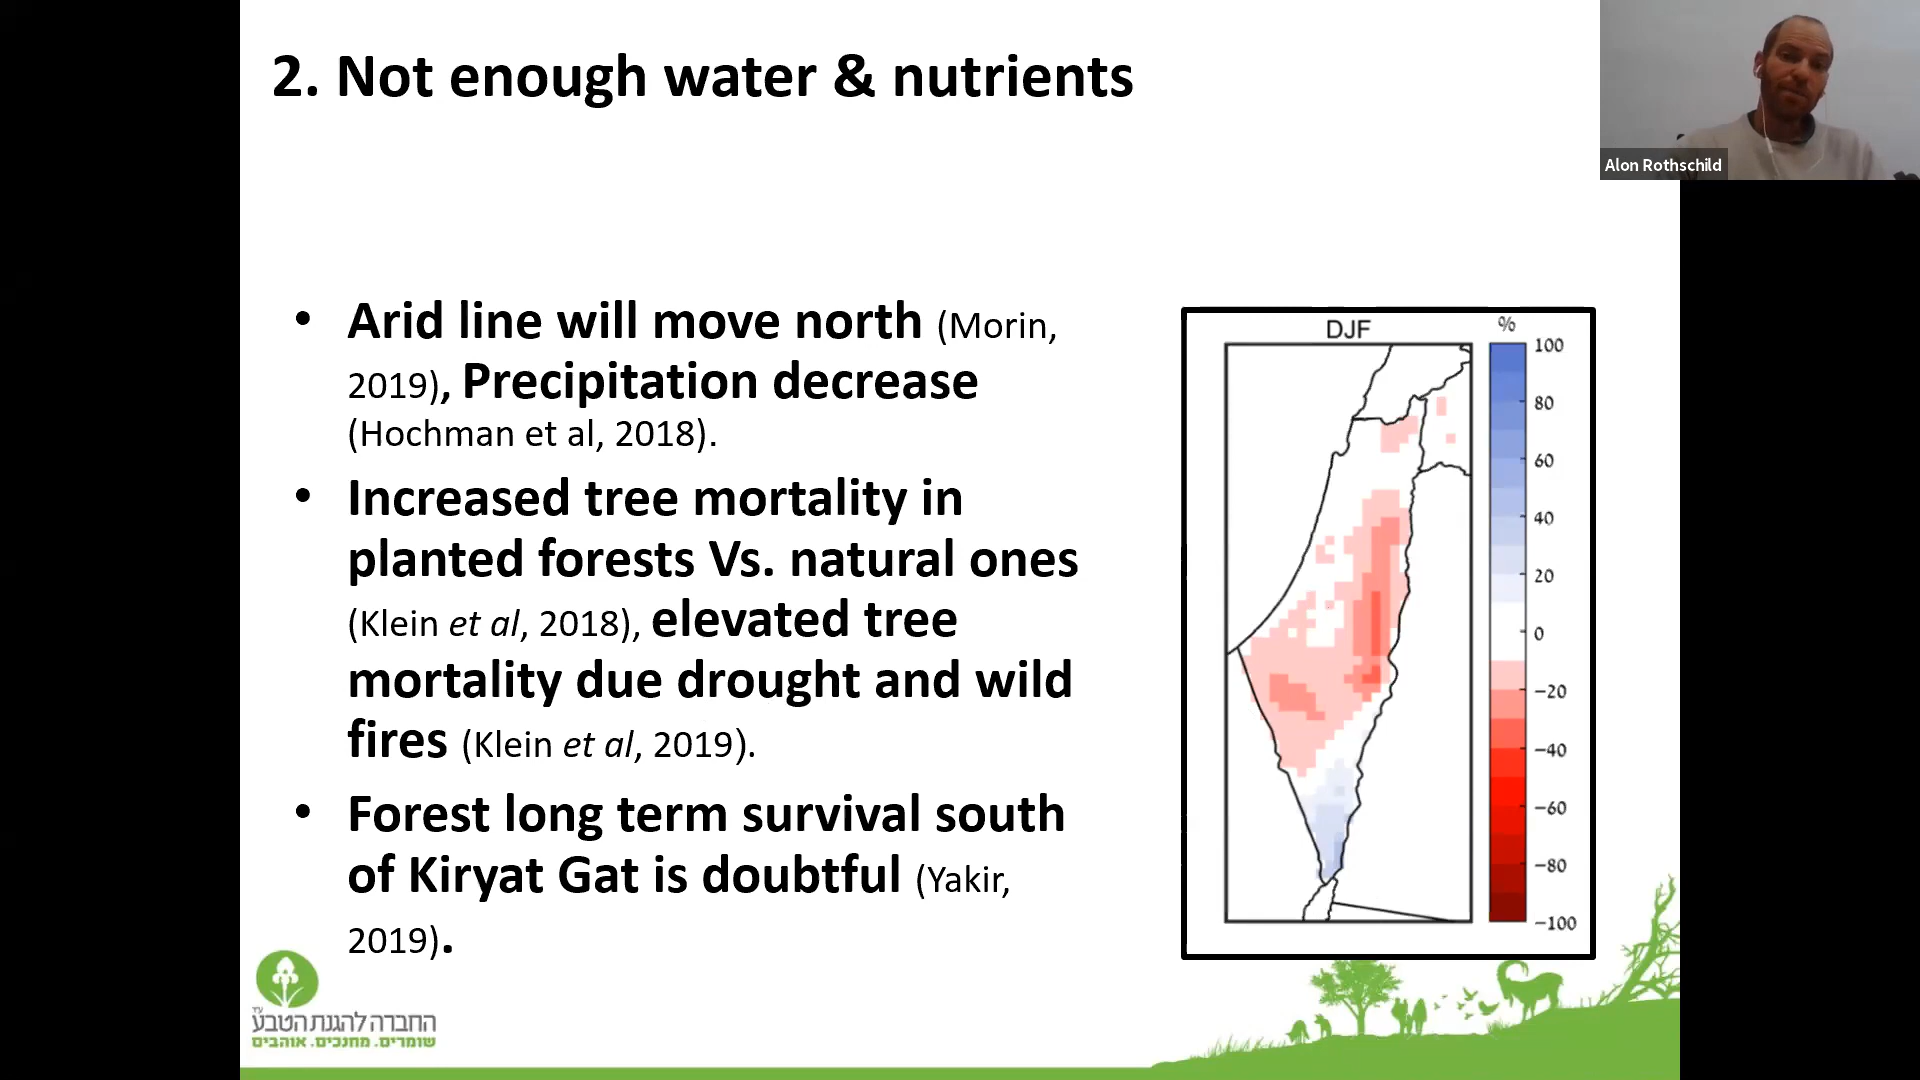 2. Not enough water & nutrients
Alon Rothschild
• Arid line will move north (Morin,
2019), Precipitation decrease
(Hochman et al, 2018).
• Increased tree mortality in
planted forests Vs. natural ones
(Klein et al, 2018), elevated tree
mortality due drought and wild
fires (Klein et al, 2019).
• Forest long term survival south
of Kiryat Gat is doubtful (Yakir,
2019).
DJF
%
100
80
60
40
20
0
−20
−40
−60
−80
−100
החברה להגנת הטבע
שומרים. מחנכים. אוהבים